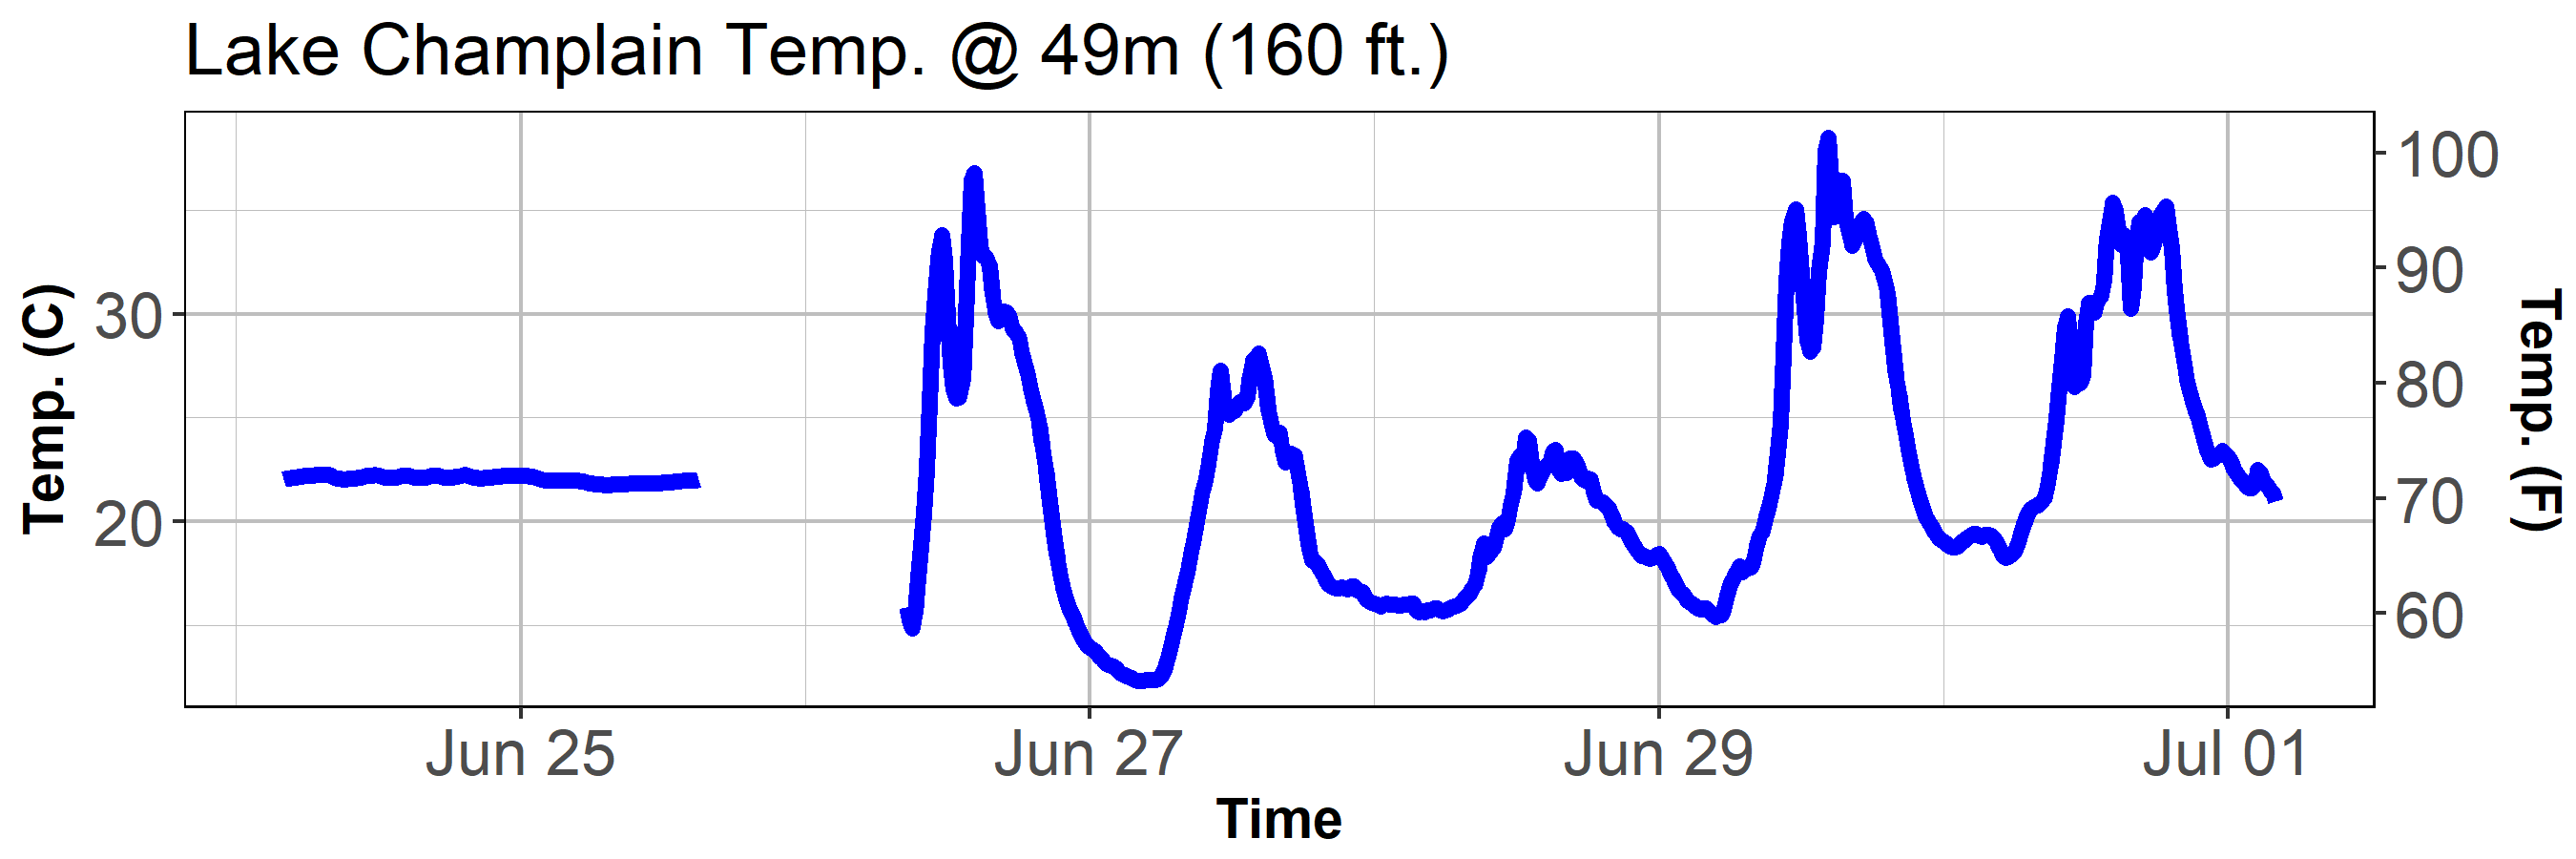 Lake Champlain Temp. @ 49m (160 ft.)
Temp. (C)
30
20
100
90
80
70
60
Temp. (F)
Jun 25 Jun 27 Jun 29 Jul 01
Time